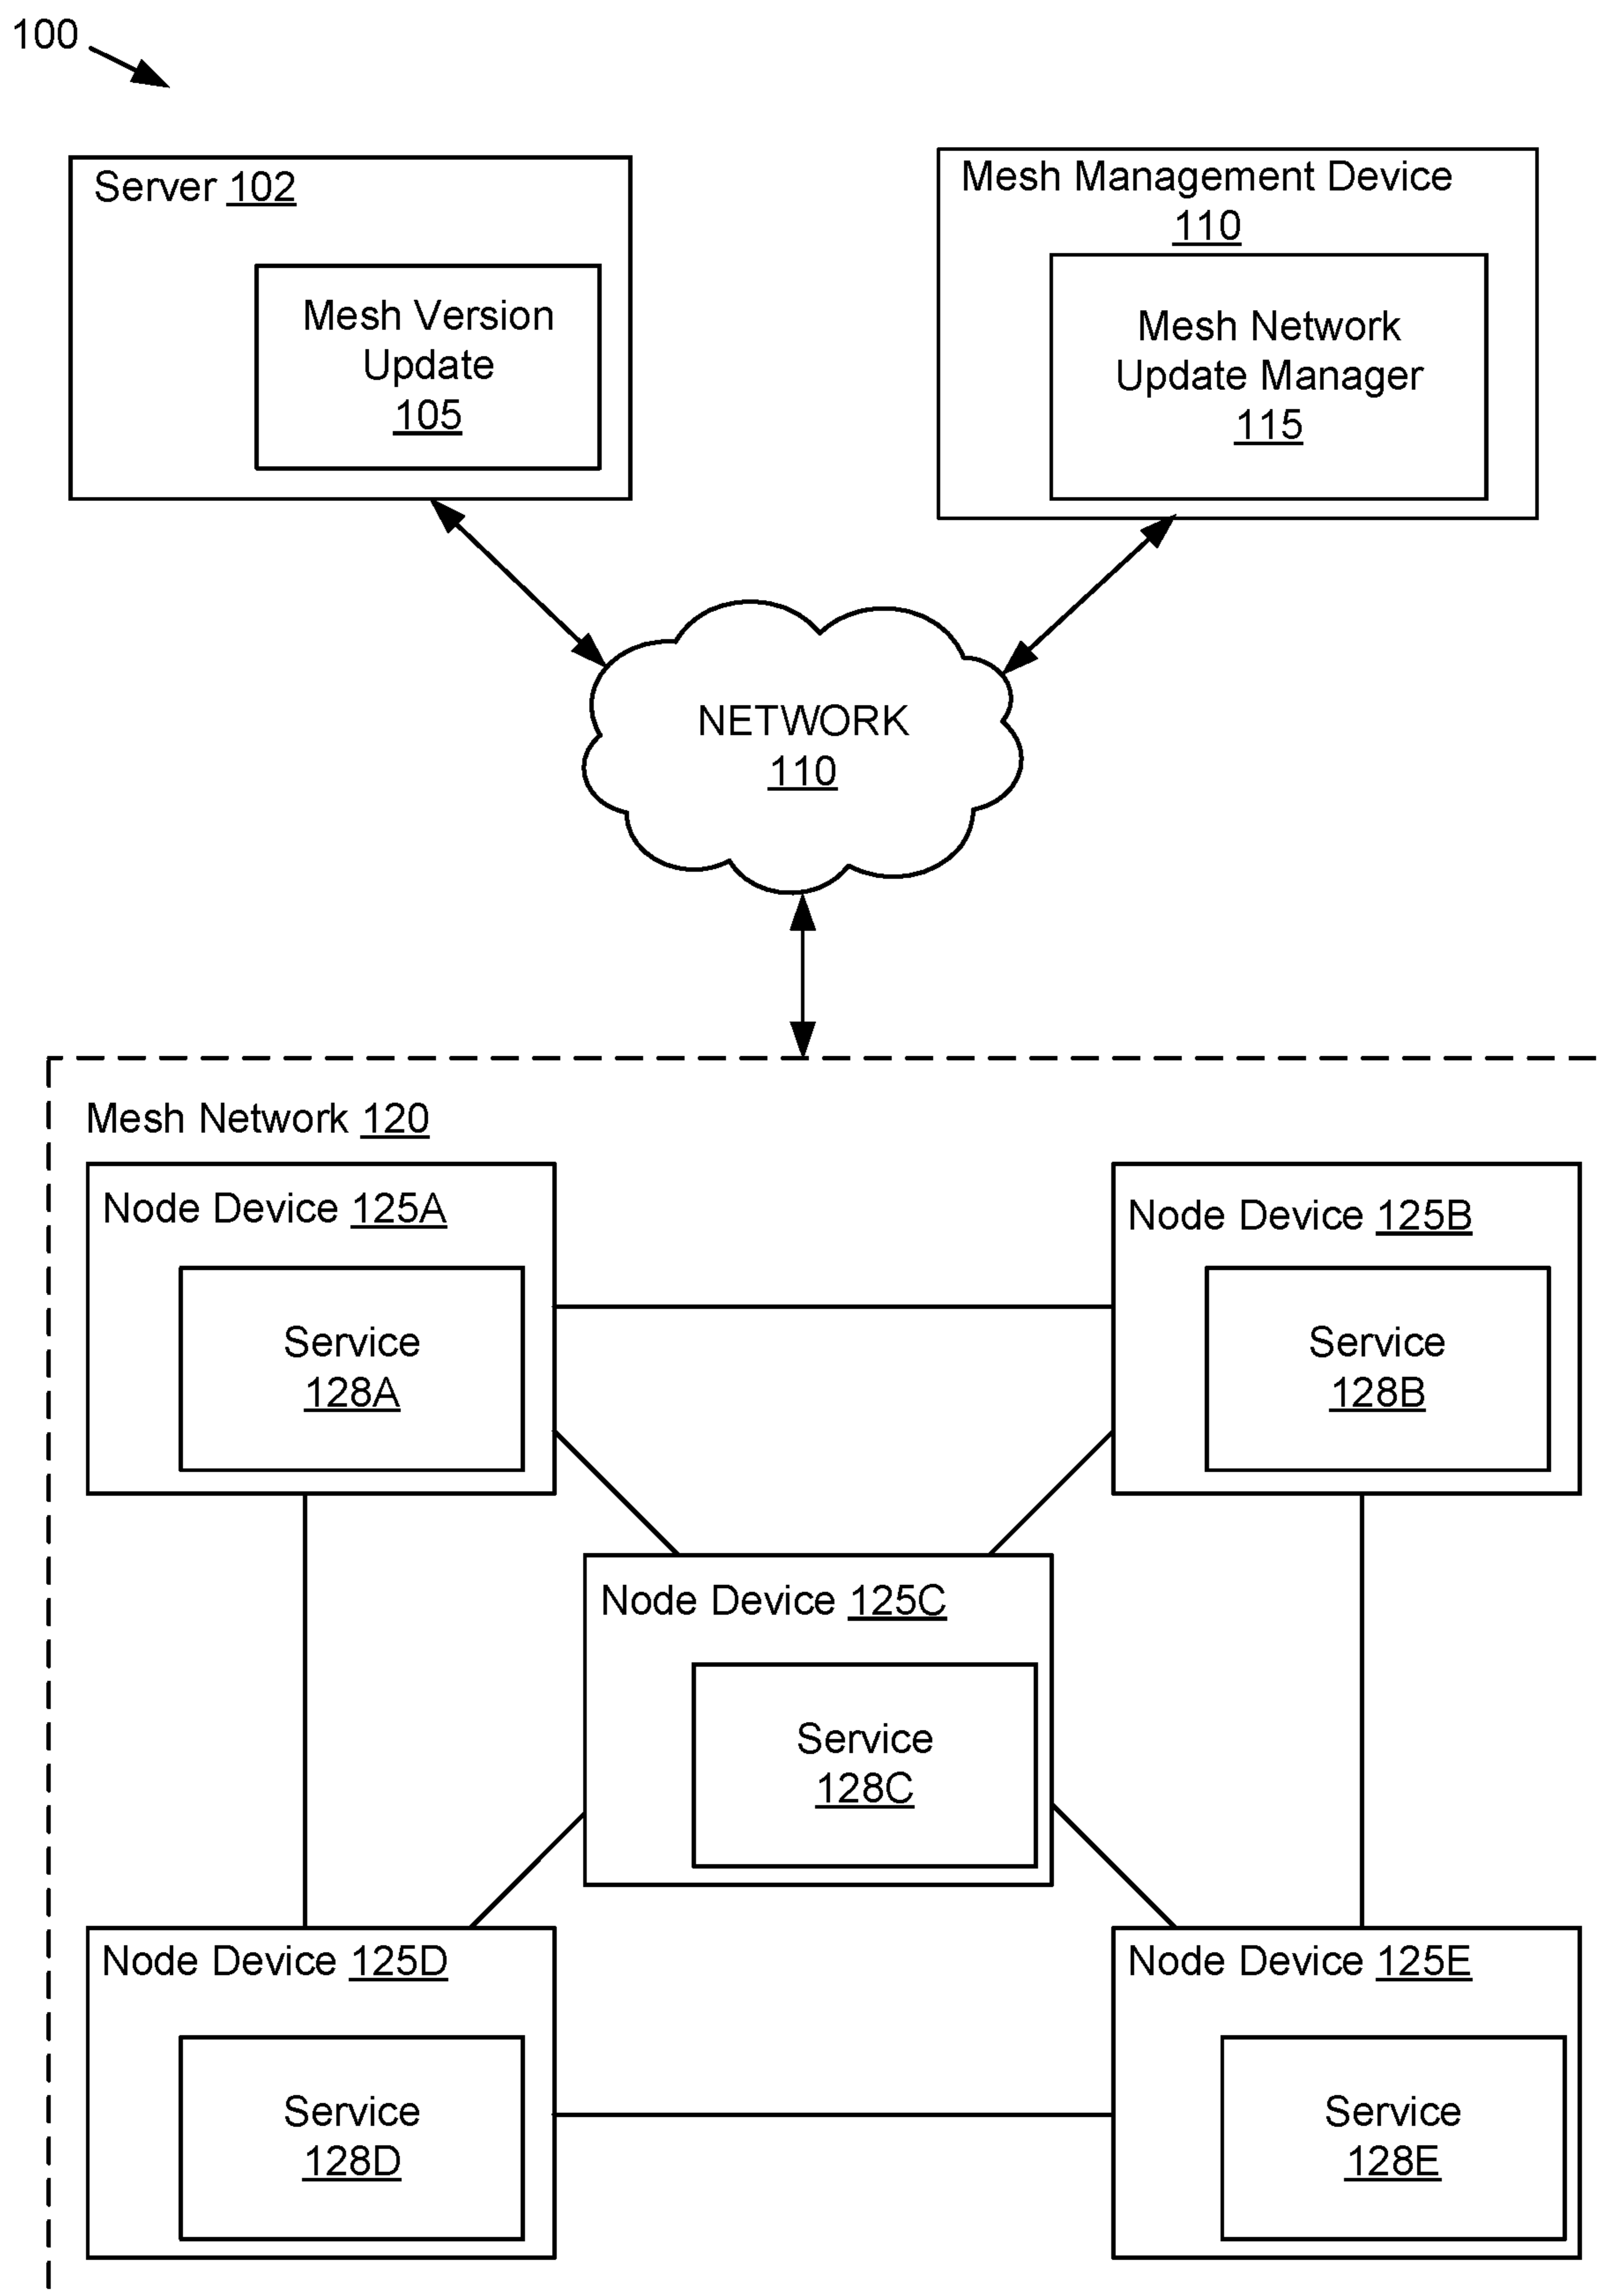 100
Server 102
Mesh Version
Update
105
Mesh Management Device
110
Mesh Network
Update Manager
115
NETWORK
110
Mesh Network 120
Node Device 125A
Service
128A
Node Device 125B
Service
128B
Node Device 125C
Service
128C
Node Device 125D
Service
128D
Node Device 125E
Service
128E